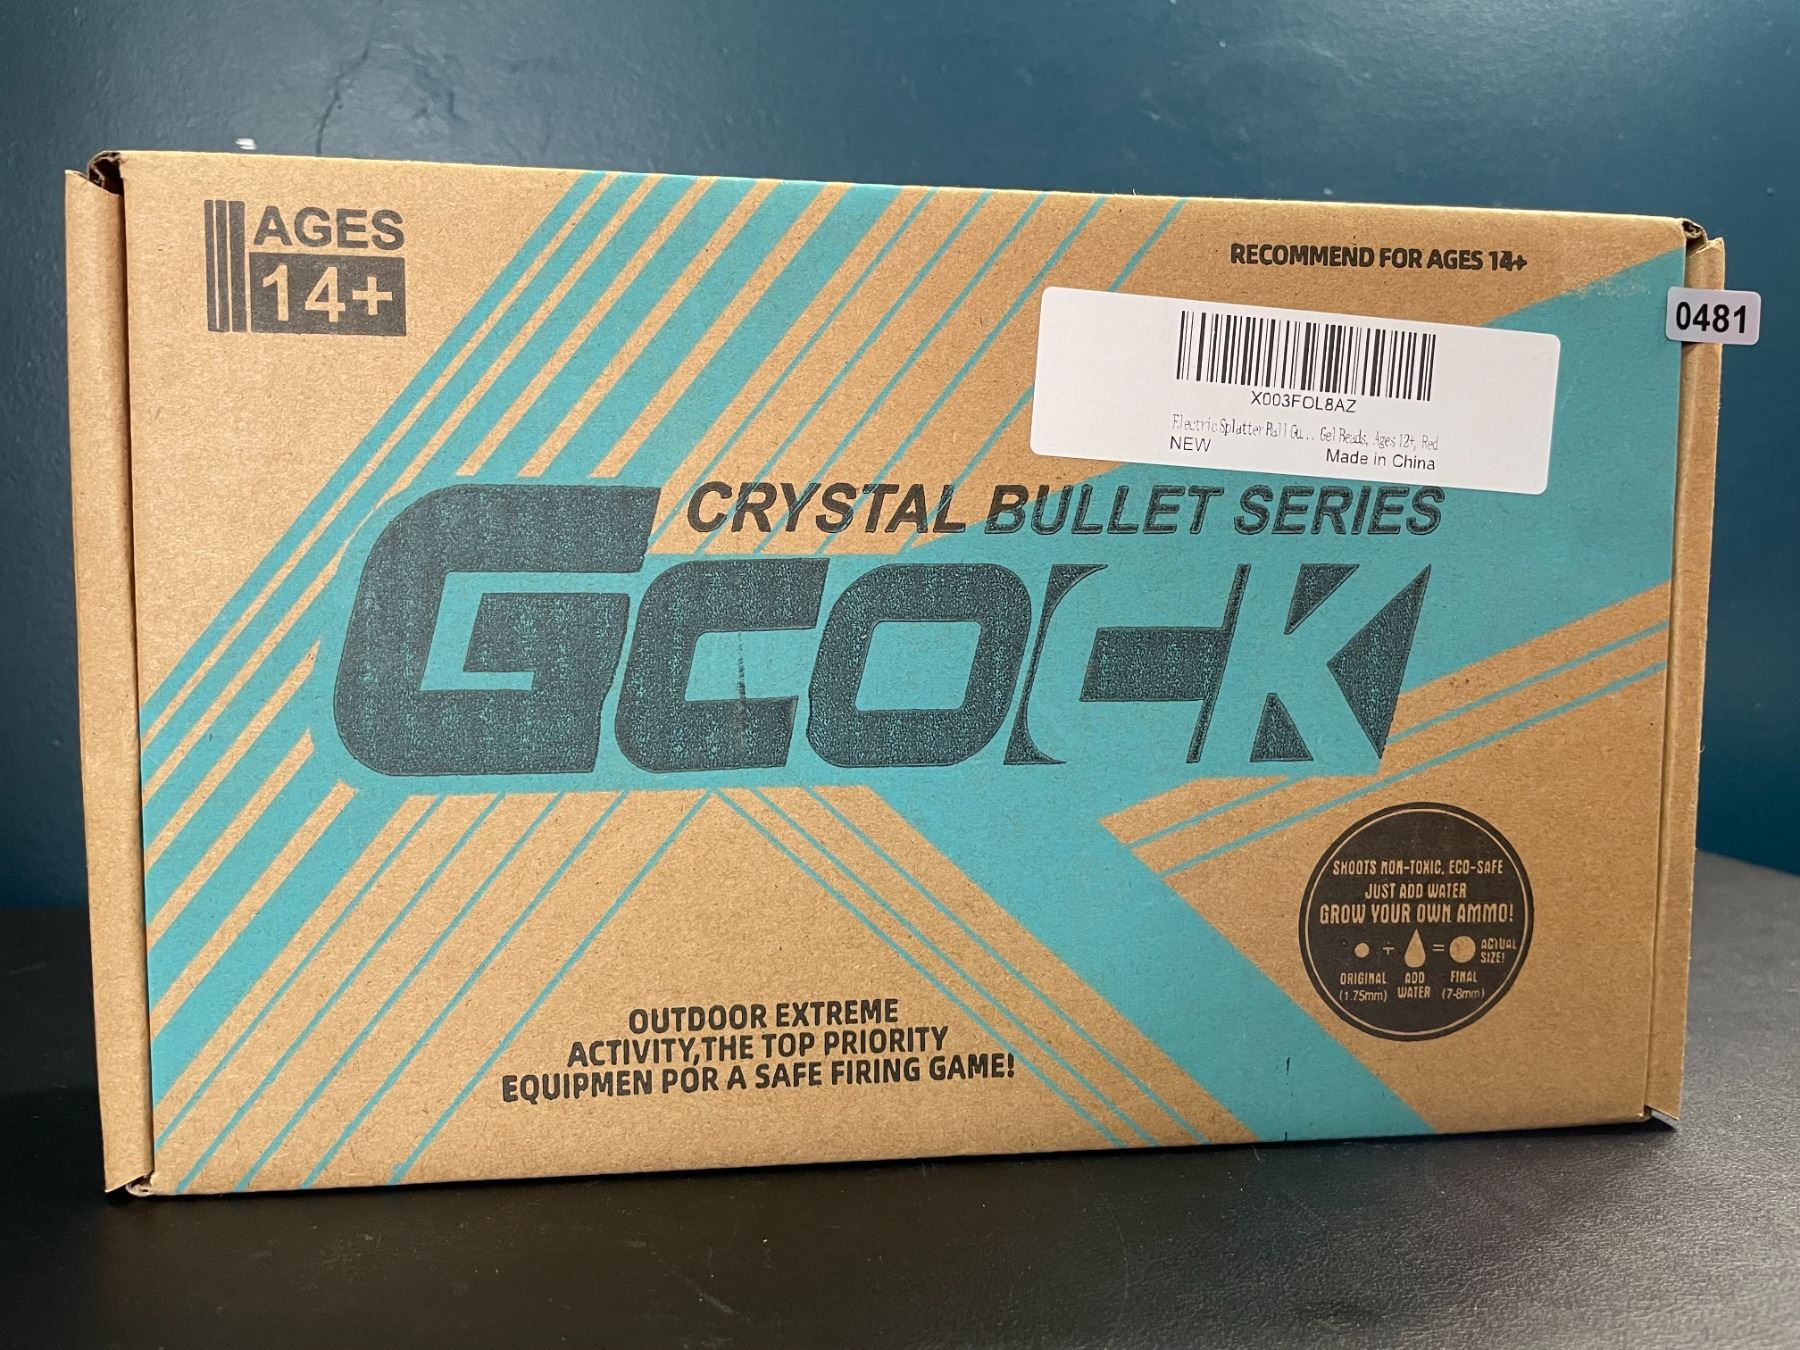 AGES
14+
RECOMMEND FOR AGES 14+
0481
X003FOL8AZ
Electric Splatter Ball Gu... Gel Beads, Ages 12+, Red
NEW
Made in China
CRYSTAL BULLET SERIES
GCOCK
SHOOTS NON-TOXIC, ECO-SAFE
JUST ADD WATER
GROW YOUR OWN AMMO!
+ = ACTUAL
SIZE!
ORIGINAL ADD FINAL
(1.75mm) WATER (7-8mm)
OUTDOOR EXTREME
ACTIVITY,THE TOP PRIORITY
EQUIPMEN POR A SAFE FIRING GAME!